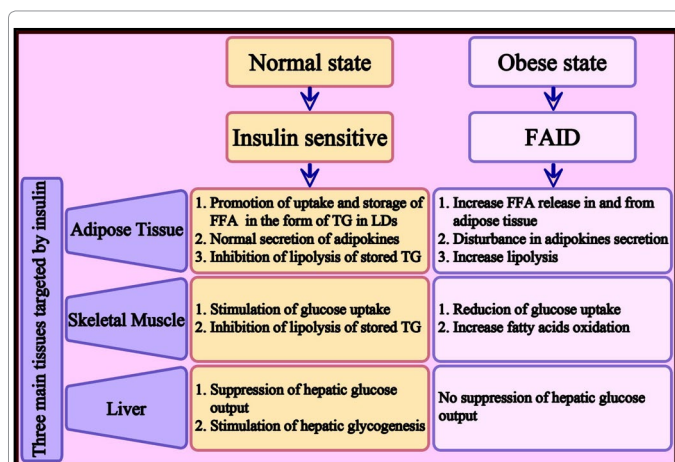 Normal state
Obese state
Insulin sensitive
FAID
Three main tissues targeted by insulin
Adipose Tissue
1. Promotion of uptake and storage of
FFA in the form of TG in LDs
2. Normal secretion of adipokines
3. Inhibition of lipolysis of stored TG
1. Increase FFA release in and from
adipose tissue
2. Disturbance in adipokines secretion
3. Increase lipolysis
Skeletal Muscle
1. Stimulation of glucose uptake
2. Inhibition of lipolysis of stored TG
1. Reducion of glucose uptake
2. Increase fatty acids oxidation
Liver
1. Suppression of hepatic glucose
output
2. Stimulation of hepatic glycogenesis
No suppression of hepatic glucose
output